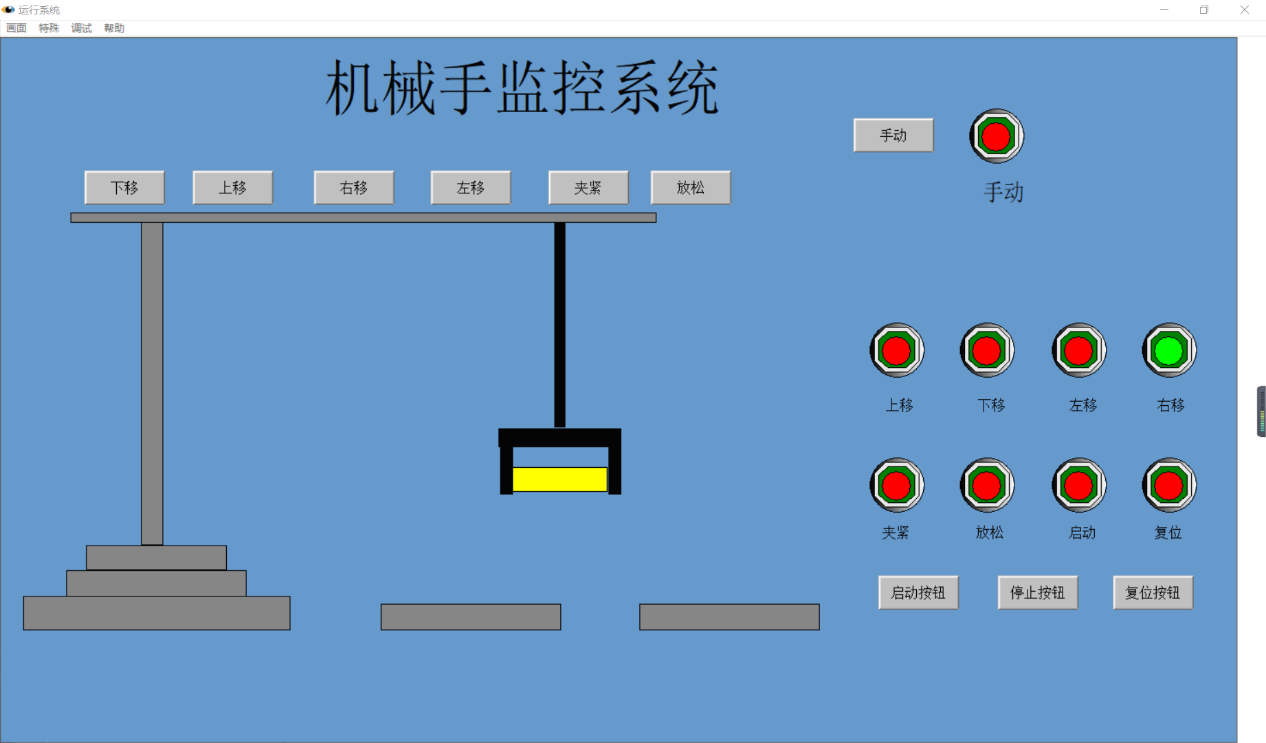 运行系统
画面 特殊 调试 帮助
机械手监控系统
手动
手动
下移 上移 右移 左移 夹紧 放松
上移 下移 左移 右移
夹紧 放松 启动 复位
启动按钮 停止按钮 复位按钮